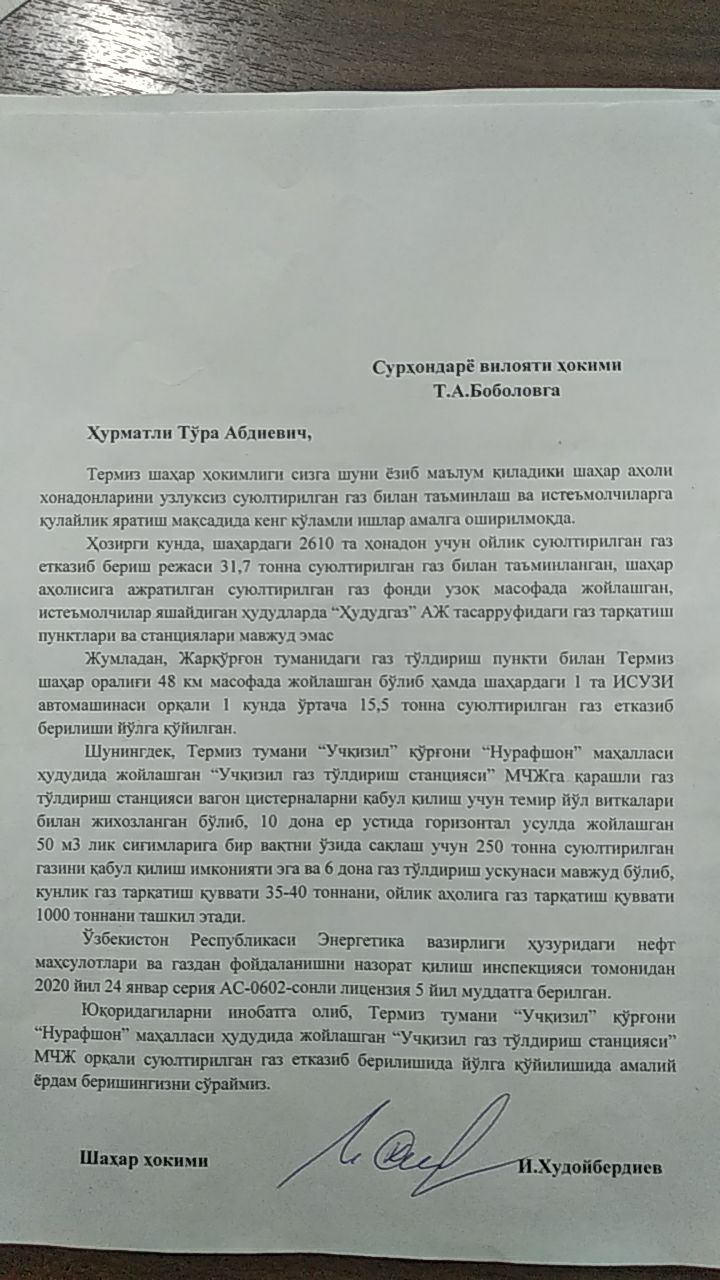 Сурҳондарё вилояти ҳокими
Т.А.Боболовга
Ҳурматли Тўра Абдиевич,
Термиз шаҳар ҳокимлиги сизга шуни ёзиб маълум қиладики шаҳар аҳоли
хонадонларини узлуксиз суюлтирилган газ билан таъминлаш ва истеъмолчиларга
қулайлик яратиш мақсадида кенг кўламли ишлар амалга оширилмоқда.
Ҳозирги кунда, шаҳардаги 2610 та ҳонадон учун ойлик суюлтирилган газ
етказиб бериш режаси 31,7 тонна суюлтирилган газ билан таъминланган, шаҳар
аҳолисига ажратилган суюлтирилган газ фонди узоқ масофада жойлашган,
истеъмолчилар яшайдиган ҳудудларда “Ҳудудгаз” АЖ тасарруфидаги газ тарқатиш
пунктлари ва станциялари мавжуд эмас
Жумладан, Жарқўрғон туманидаги газ тўлдириш пункти билан Термиз
шаҳар оралиғи 48 км масофада жойлашган бўлиб ҳамда шаҳардаги 1 та ИСУЗИ
автомашинаси орқали 1 кунда ўртача 15,5 тонна суюлтирилган газ етказиб
берилиши йўлга қўйилган.
Шунингдек, Термиз тумани “Учқизил” қўрғони “Нурафшон” маҳалласи
ҳудудида жойлашган “Учқизил газ тўлдириш станцияси” МЧЖга қарашли газ
тўлдириш станцияси вагон цистерналарни қабул қилиш учун темир йўл виткалари
билан жихозланган бўлиб, 10 дона ер устида горизонтал усулда жойлашган
50 м3 лик сиғимларига бир вақтни ўзида сақлаш учун 250 тонна суюлтирилган
газини қабул қилиш имконияти эга ва 6 дона газ тўлдириш ускунаси мавжуд бўлиб,
кунлик газ тарқатиш қуввати 35-40 тоннани, ойлик аҳолига газ тарқатиш қуввати
1000 тоннани ташкил этади.
Ўзбекистон Республикаси Энергетика вазирлиги ҳузуридаги нефт
маҳсулотлари ва газдан фойдаланишни назорат қилиш инспекцияси томонидан
2020 йил 24 январ серия АС-0602-сонли лицензия 5 йил муддатга берилган.
Юқоридагиларни инобатга олиб, Термиз тумани “Учқизил” қўрғони
“Нурафшон” маҳалласи ҳудудида жойлашган “Учқизил газ тўлдириш станцияси”
МЧЖ орқали суюлтирилган газ етказиб берилишида йўлга қўйилишида амалий
ёрдам беришингизни сўраймиз.
Шаҳар ҳокими И.Худойбердиев